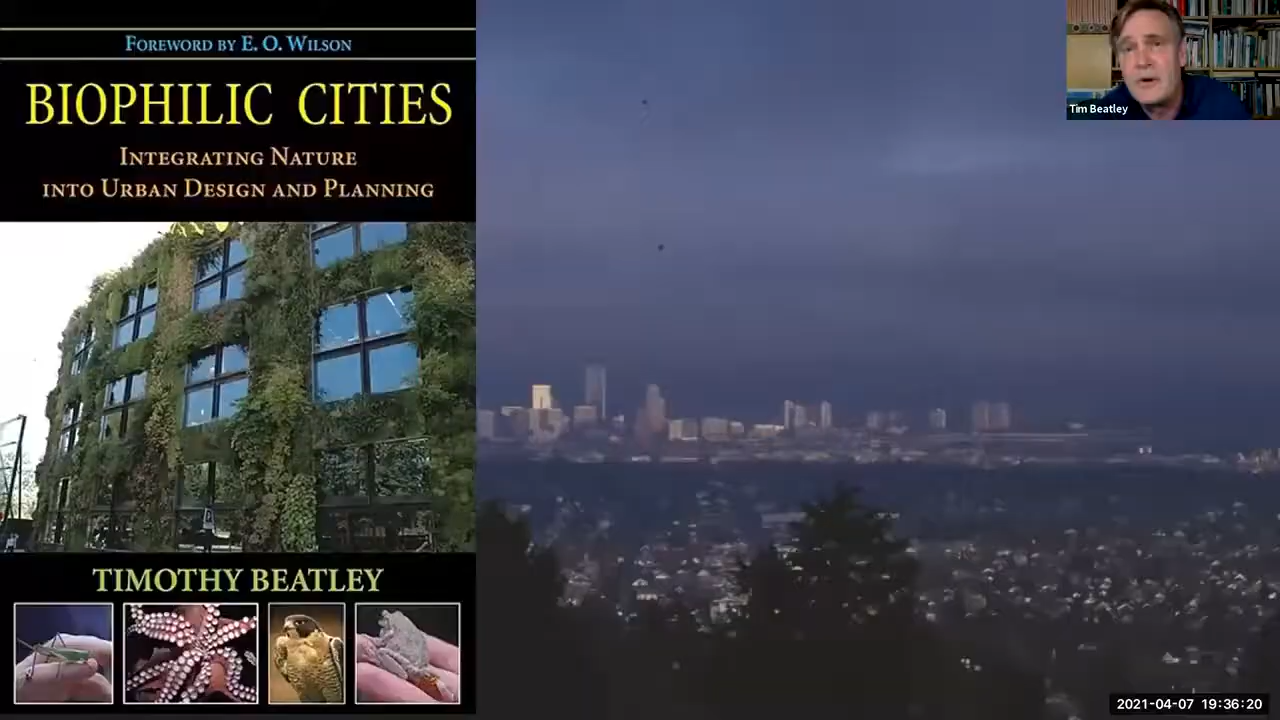 FOREWORD BY E. O. WILSON
BIOPHILIC CITIES
INTEGRATING NATURE
INTO URBAN DESIGN AND PLANNING
TIMOTHY BEATLEY
Tim Beatley
2021-04-07 19:36:20